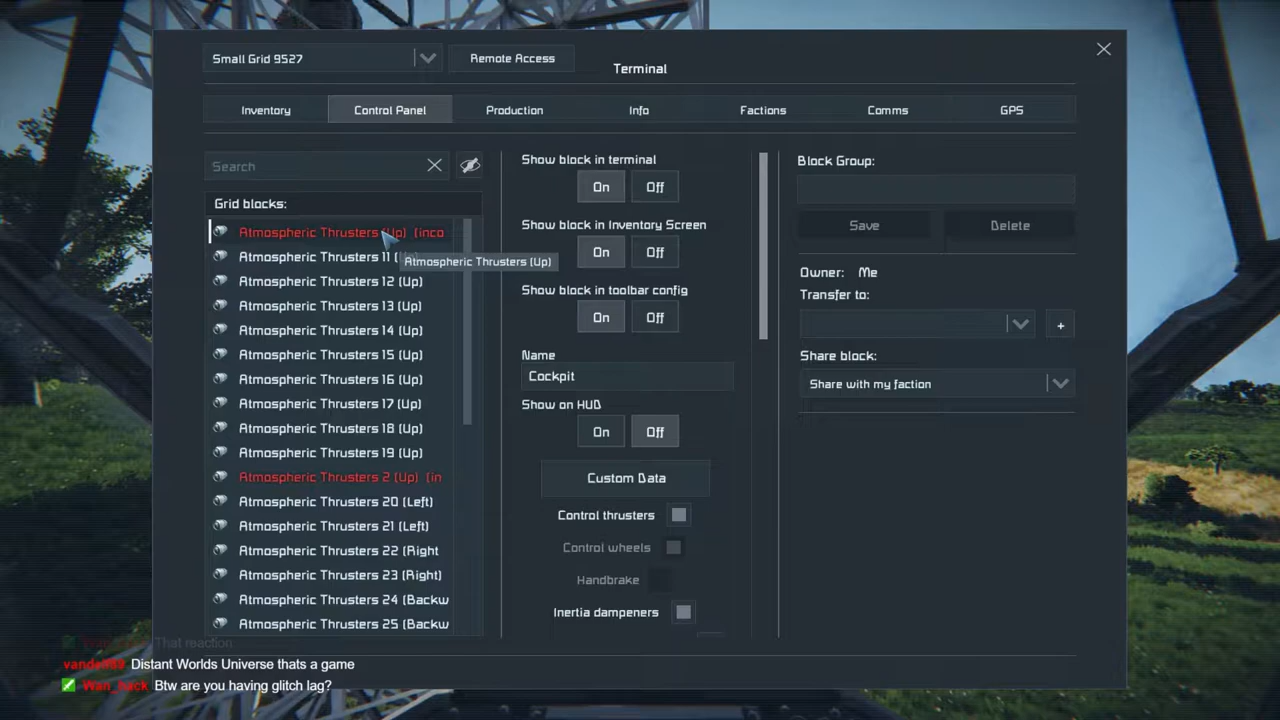 Small Grid 9527
Remote Access
Terminal
Inventory
Control Panel
Production
Info
Factions
Comms
GPS
Search
Grid blocks:
Atmospheric Thrusters (Up) (inco
Atmospheric Thrusters 11 (
Atmospheric Thrusters (Up)
Atmospheric Thrusters 12 (Up)
Atmospheric Thrusters 13 (Up)
Atmospheric Thrusters 14 (Up)
Atmospheric Thrusters 15 (Up)
Atmospheric Thrusters 16 (Up)
Atmospheric Thrusters 17 (Up)
Atmospheric Thrusters 18 (Up)
Atmospheric Thrusters 19 (Up)
Atmospheric Thrusters 2 (Up) (in
Atmospheric Thrusters 20 (Left)
Atmospheric Thrusters 21 (Left)
Atmospheric Thrusters 22 (Right
Atmospheric Thrusters 23 (Right)
Atmospheric Thrusters 24 (Backw
Atmospheric Thrusters 25 (Backw
Show block in terminal
On Off
Show block in Inventory Screen
On Off
Show block in toolbar config
On Off
Name
Cockpit
Show on HUD
On Off
Custom Data
Control thrusters
Control wheels
Handbrake
Inertia dampeners
Block Group:
Save
Delete
Owner: Me
Transfer to:
+
Share block:
Share with my faction
That reaction
Distant Worlds Universe thats a game
Wan_hack Btw are you having glitch lag?